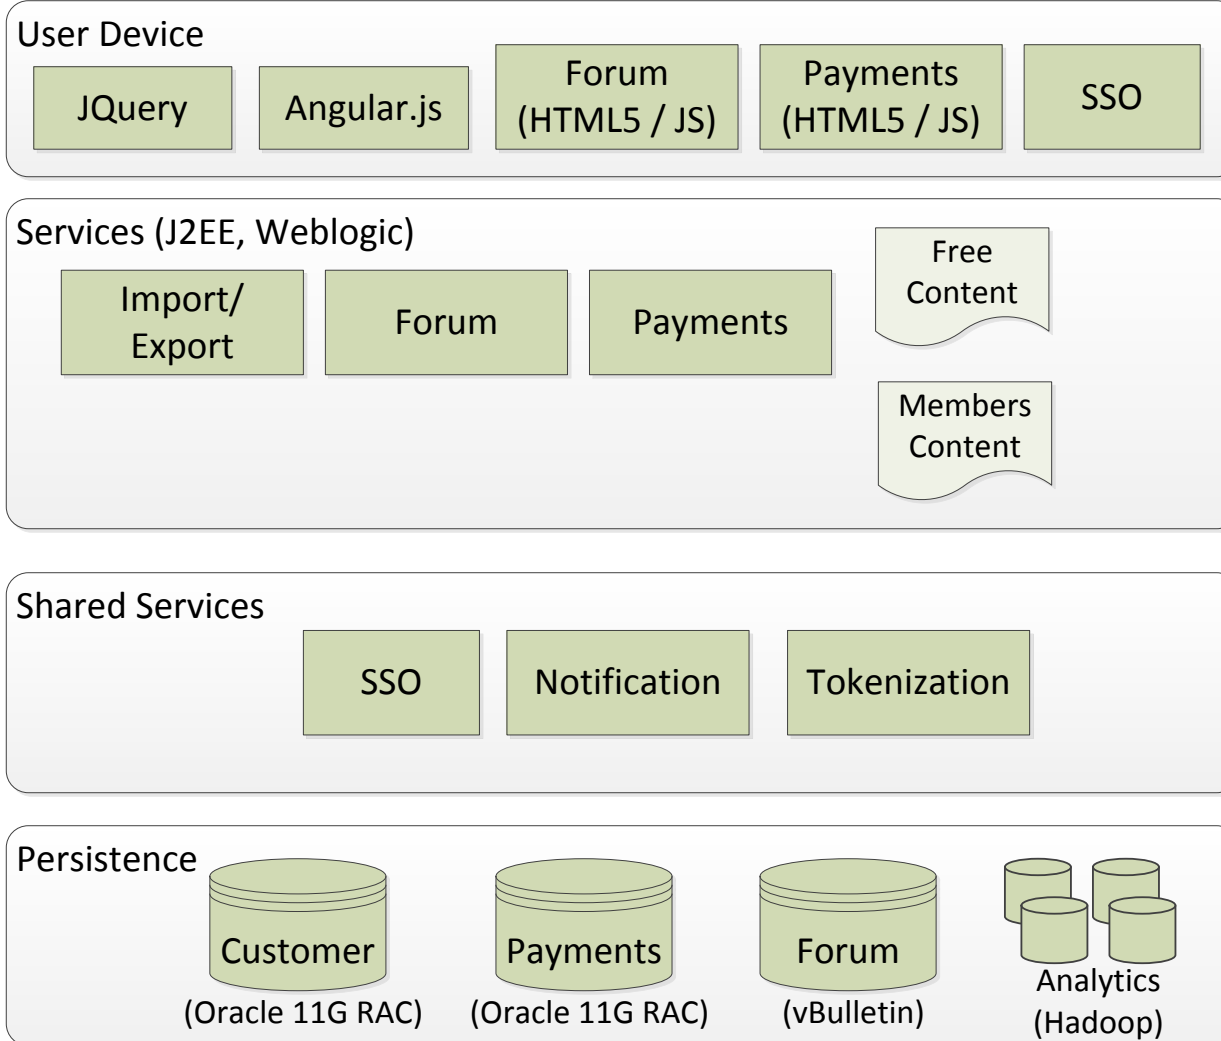 User Device
JQuery
Angular.js
Forum
(HTML5 / JS)
Payments
(HTML5 / JS)
SSO
Services (J2EE, Weblogic)
Import/
Export
Forum
Payments
Free
Content
Members
Content
Shared Services
SSO
Notification
Tokenization
Persistence
Customer
(Oracle 11G RAC)
Payments
(Oracle 11G RAC)
Forum
(vBulletin)
Analytics
(Hadoop)